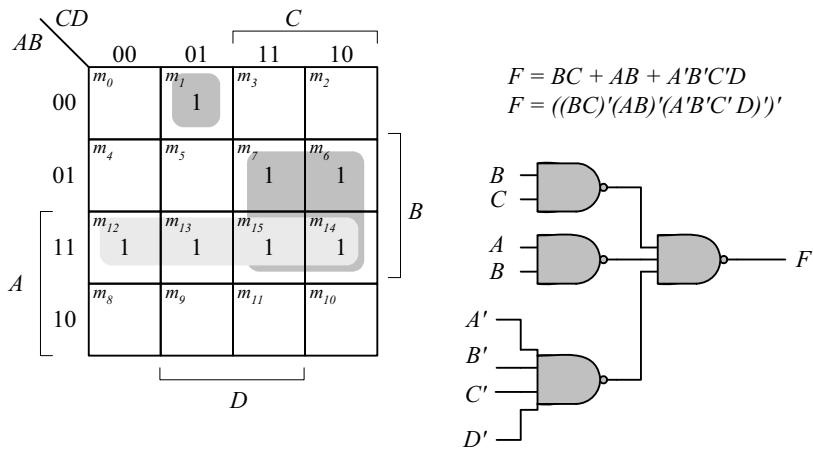 CD
C
AB
00 01 11 10
m0 m1 m3 m2
00 1
m4 m5 m7 m6
01 1 1
B
m12 m13 m15 m14
11 1 1 1 1
A
m8 m9 m11 m10
10
D
F = BC + AB + A'B'C'D
F = ((BC)'(AB)'(A'B'C' D)')'
B
C
A
B
F
A'
B'
C'
D'